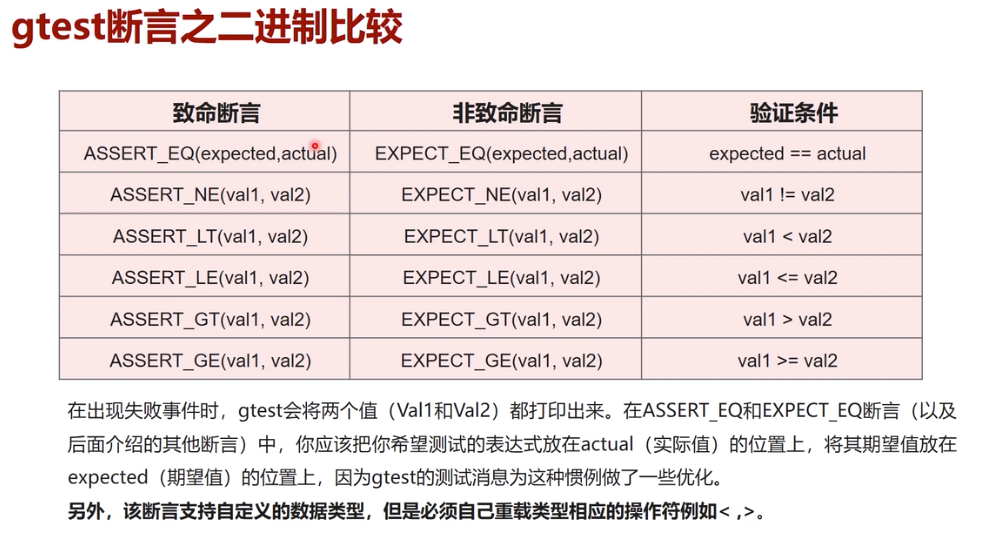 gtest断言之二进制比较
致命断言 非致命断言 验证条件
ASSERT_EQ(expected,actual) EXPECT_EQ(expected,actual) expected == actual
ASSERT_NE(val1, val2) EXPECT_NE(val1, val2) val1 != val2
ASSERT_LT(val1, val2) EXPECT_LT(val1, val2) val1 < val2
ASSERT_LE(val1, val2) EXPECT_LE(val1, val2) val1 <= val2
ASSERT_GT(val1, val2) EXPECT_GT(val1, val2) val1 > val2
ASSERT_GE(val1, val2) EXPECT_GE(val1, val2) val1 >= val2
在出现失败事件时，gtest会将两个值（Val1和Val2）都打印出来。在ASSERT_EQ和EXPECT_EQ断言（以及
后面介绍的其他断言）中，你应该把你希望测试的表达式放在actual（实际值）的位置上，将其期望值放在
expected（期望值）的位置上，因为gtest的测试消息为这种惯例做了一些优化。
另外，该断言支持自定义的数据类型，但是必须自己重载类型相应的操作符例如< ,>。